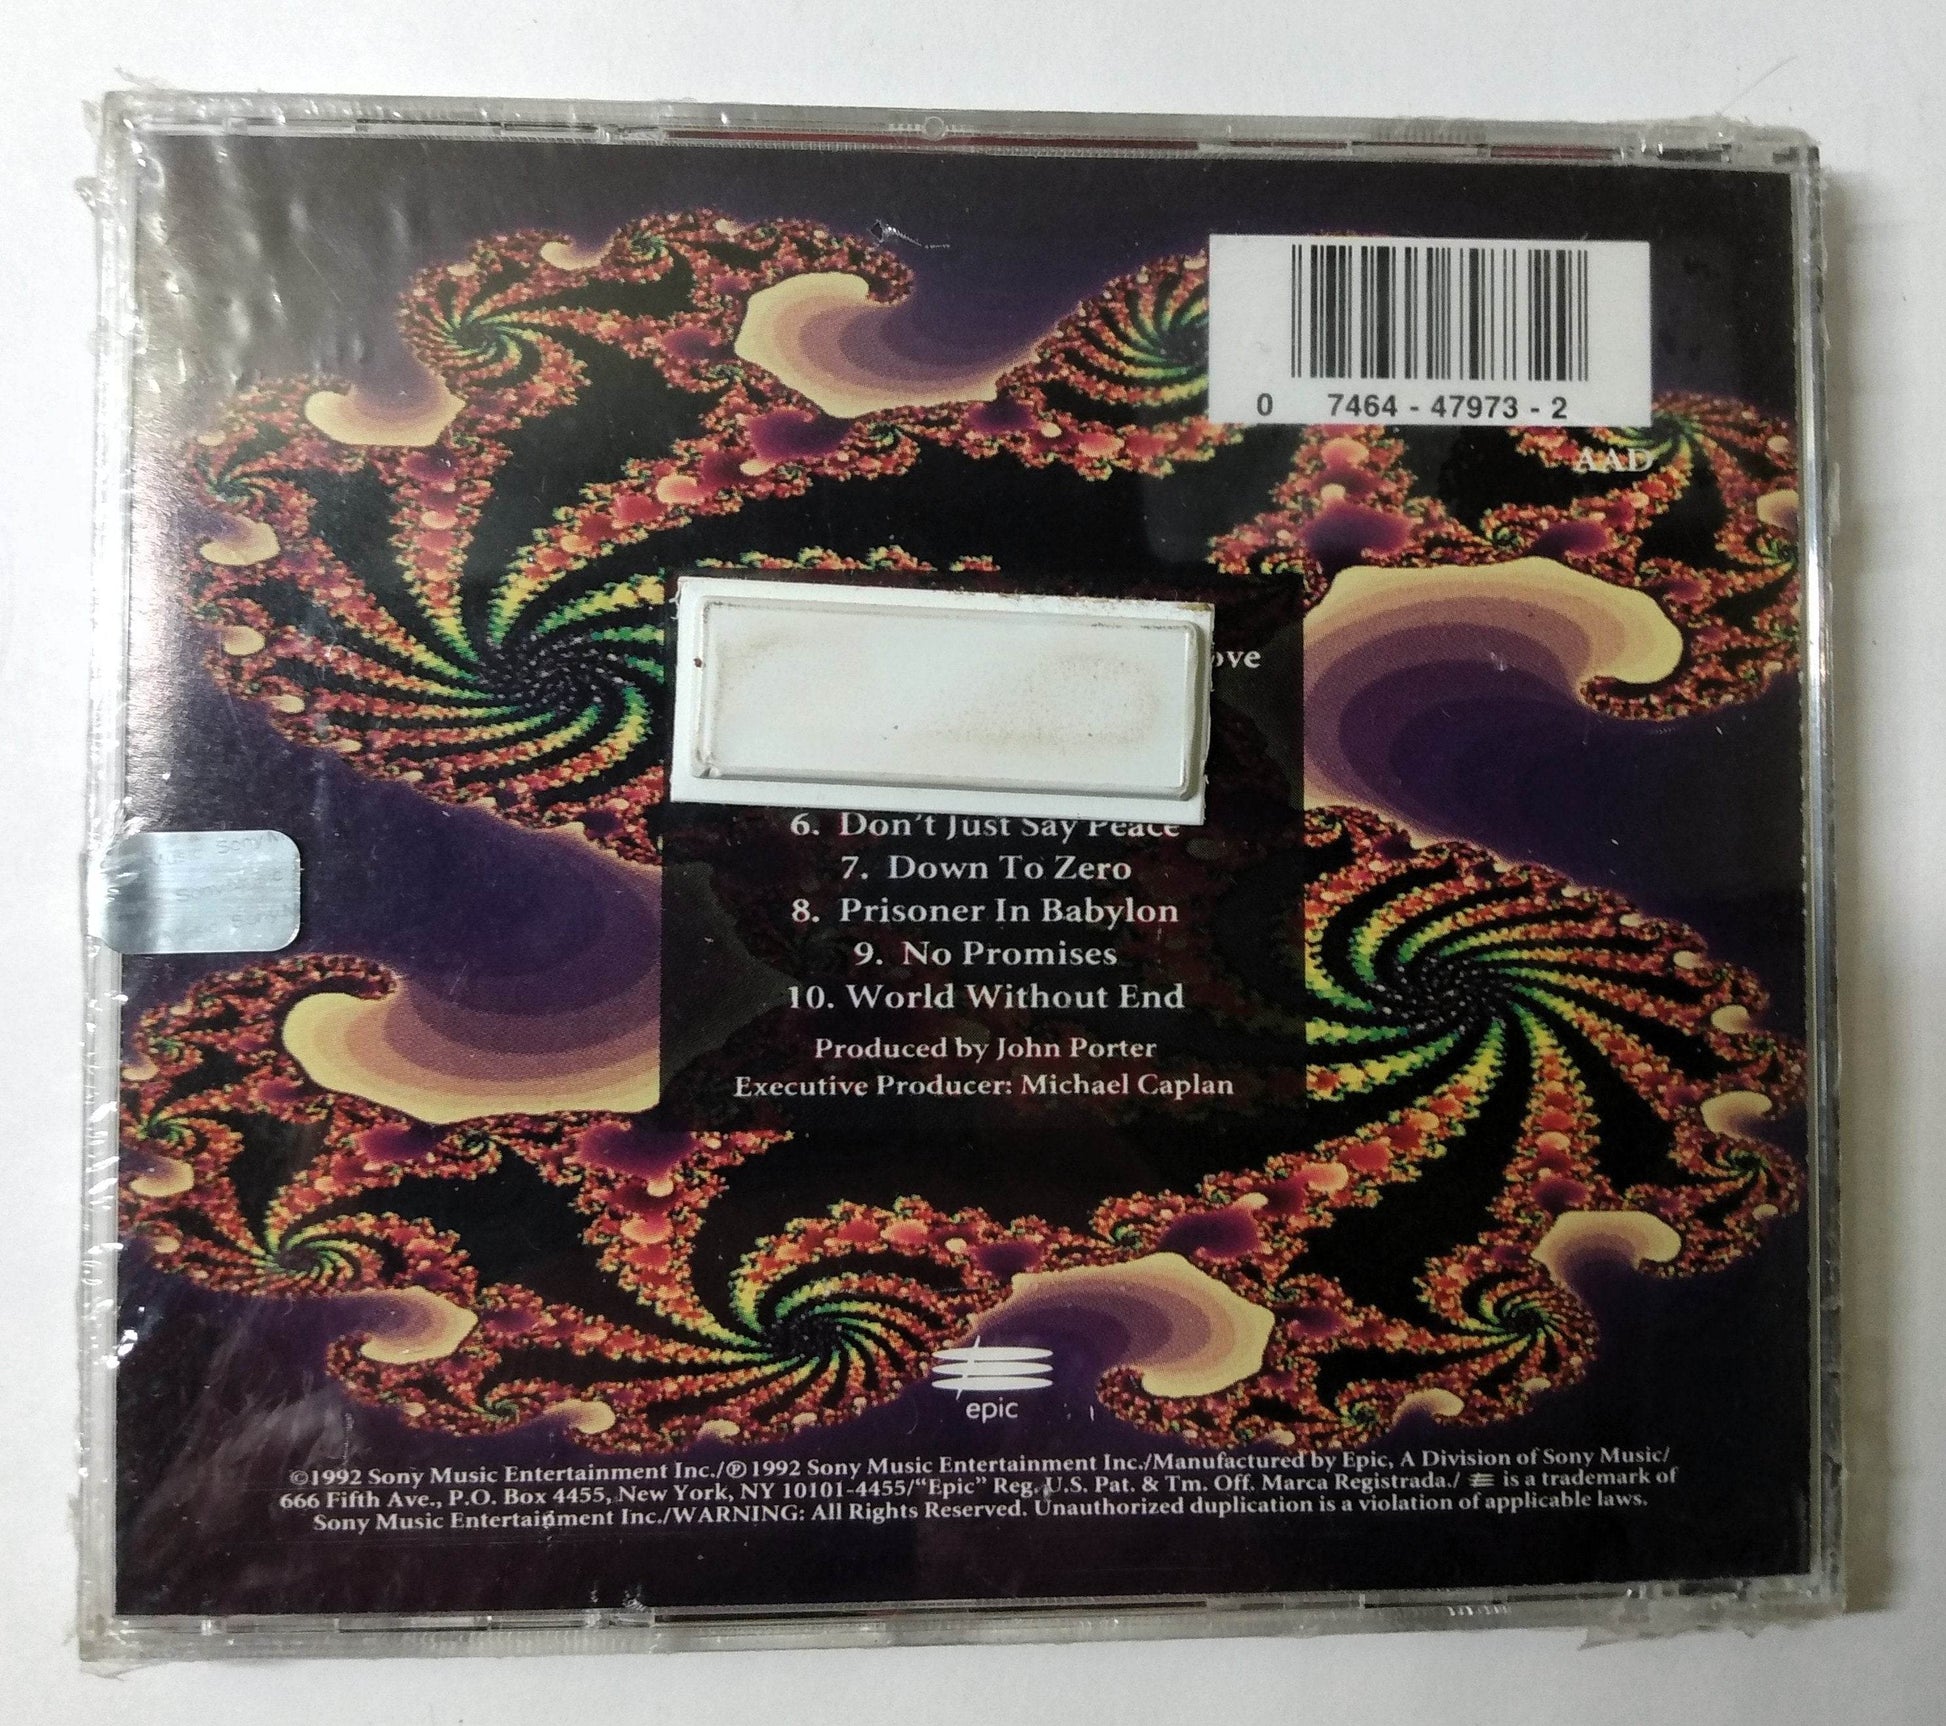 0 7464 - 47973 - 2
AAD
6. Don't Just Say Peace
7. Down To Zero
8. Prisoner In Babylon
9. No Promises
10. World Without End
Produced by John Porter
Executive Producer: Michael Caplan
epic
©1992 Sony Music Entertainment Inc./℗1992 Sony Music Entertainment Inc./Manufactured by Epic, A Division of Sony Music/
666 Fifth Ave., P.O. Box 4455, New York, NY 10101-4455/“Epic” Reg. U.S. Pat. & Tm. Off. Marca Registrada./ is a trademark of
Sony Music Entertainment Inc./WARNING: All Rights Reserved. Unauthorized duplication is a violation of applicable laws.